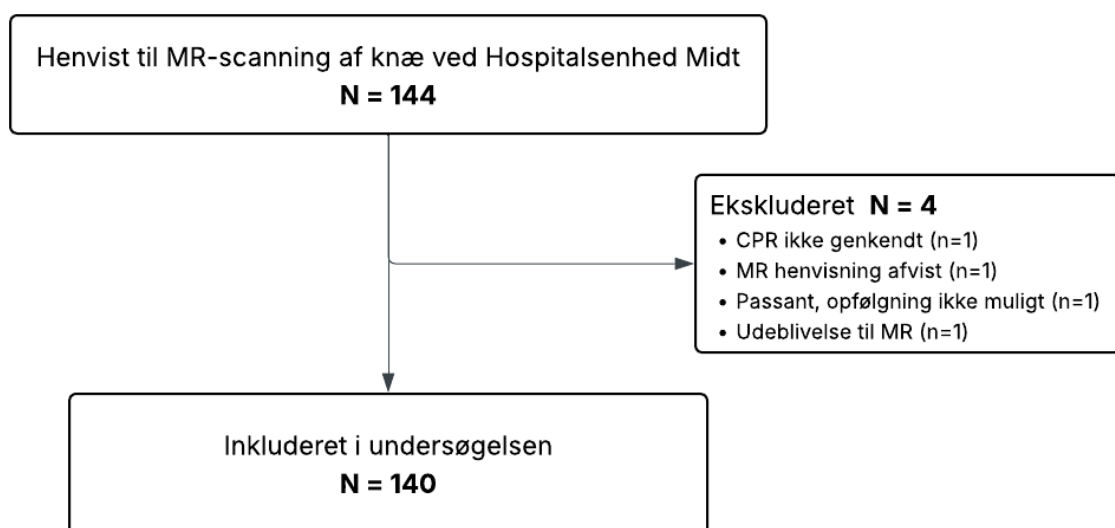 Henvist til MR-scanning af knæ ved Hospitalsenhed Midt
N = 144
Ekskluderet N = 4
• CPR ikke genkendt (n=1)
• MR henvisning afvist (n=1)
• Passant, opfølgning ikke muligt (n=1)
• Udeblivelse til MR (n=1)
Inkluderet i undersøgelsen
N = 140